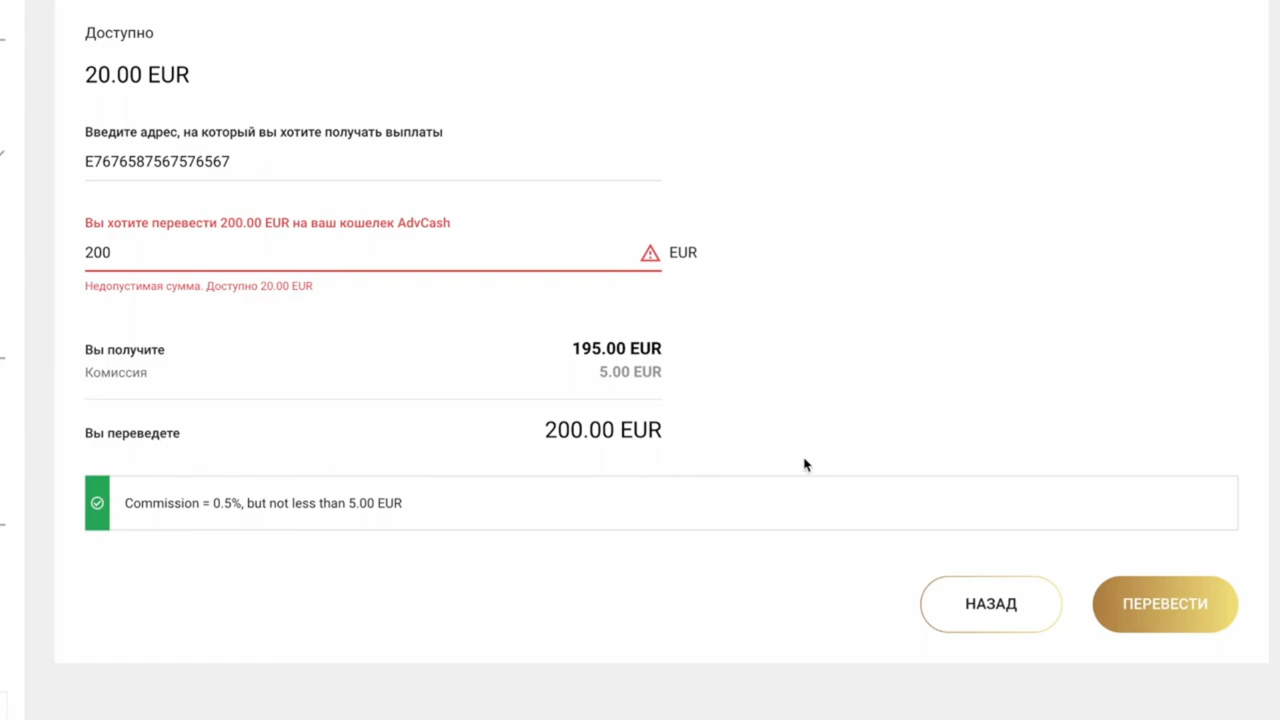 Доступно
20.00 EUR
Введите адрес, на который вы хотите получать выплаты
E7676587567576567
Вы хотите перевести 200.00 EUR на ваш кошелек AdvCash
200 EUR
Недопустимая сумма. Доступно 20.00 EUR
Вы получите 195.00 EUR
Комиссия 5.00 EUR
Вы переведете 200.00 EUR
Commission = 0.5%, but not less than 5.00 EUR
НАЗАД ПЕРЕВЕСТИ